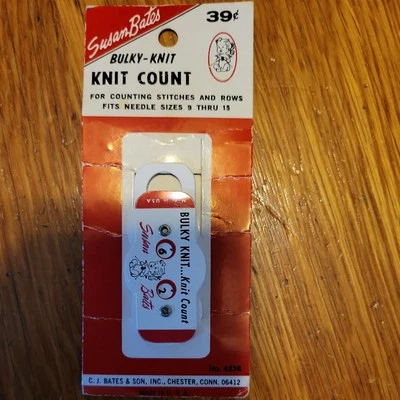 Susan Bates
39¢
BULKY-KNIT
KNIT COUNT
FOR COUNTING STITCHES AND ROWS
FITS NEEDLE SIZES 9 THRU 15
BULKY KNIT...Knit Count
6
2
Susan Bates
U.S.A.
C. J. BATES & SON, INC., CHESTER, CONN. 06412